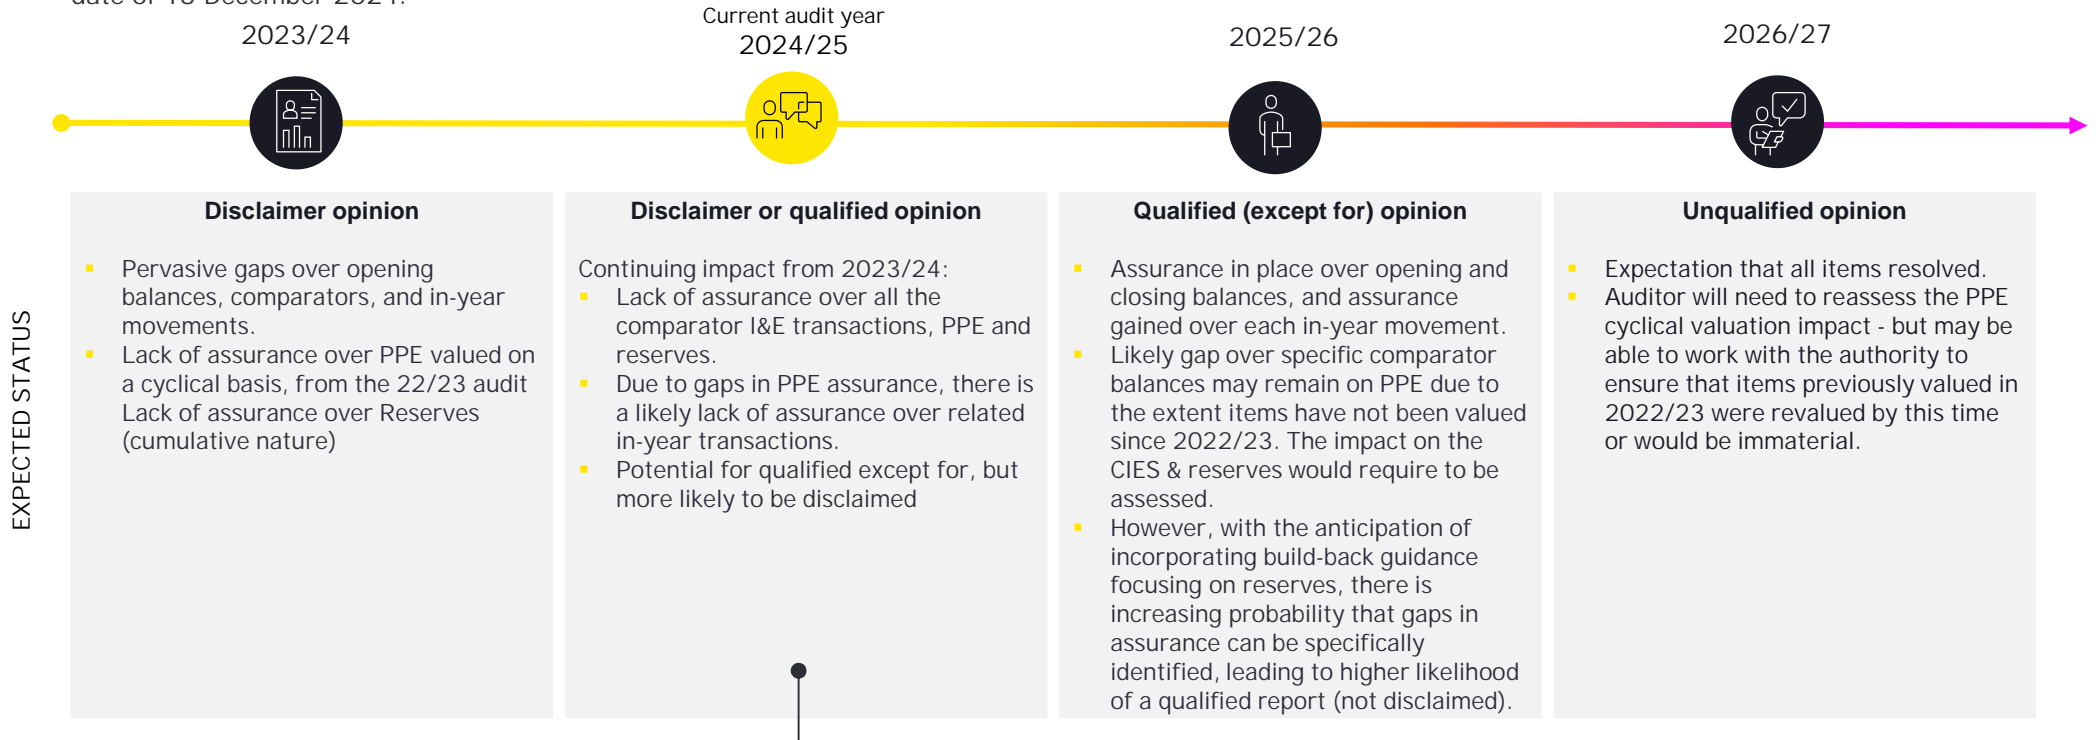 date of 13 December 2024.
2023/24
Current audit year
2024/25
2025/26
2026/27
EXPECTED STATUS
Disclaimer opinion
▪ Pervasive gaps over opening
balances, comparators, and in-year
movements.
▪ Lack of assurance over PPE valued on
a cyclical basis, from the 22/23 audit
Lack of assurance over Reserves
(cumulative nature)
Disclaimer or qualified opinion
Continuing impact from 2023/24:
▪ Lack of assurance over all the
comparator I&E transactions, PPE and
reserves.
▪ Due to gaps in PPE assurance, there is
a likely lack of assurance over related
in-year transactions.
▪ Potential for qualified except for, but
more likely to be disclaimed
Qualified (except for) opinion
▪ Assurance in place over opening and
closing balances, and assurance
gained over each in-year movement.
▪ Likely gap over specific comparator
balances may remain on PPE due to
the extent items have not been valued
since 2022/23. The impact on the
CIES & reserves would require to be
assessed.
▪ However, with the anticipation of
incorporating build-back guidance
focusing on reserves, there is
increasing probability that gaps in
assurance can be specifically
identified, leading to higher likelihood
of a qualified report (not disclaimed).
Unqualified opinion
▪ Expectation that all items resolved.
▪ Auditor will need to reassess the PPE
cyclical valuation impact - but may be
able to work with the authority to
ensure that items previously valued in
2022/23 were revalued by this time
or would be immaterial.